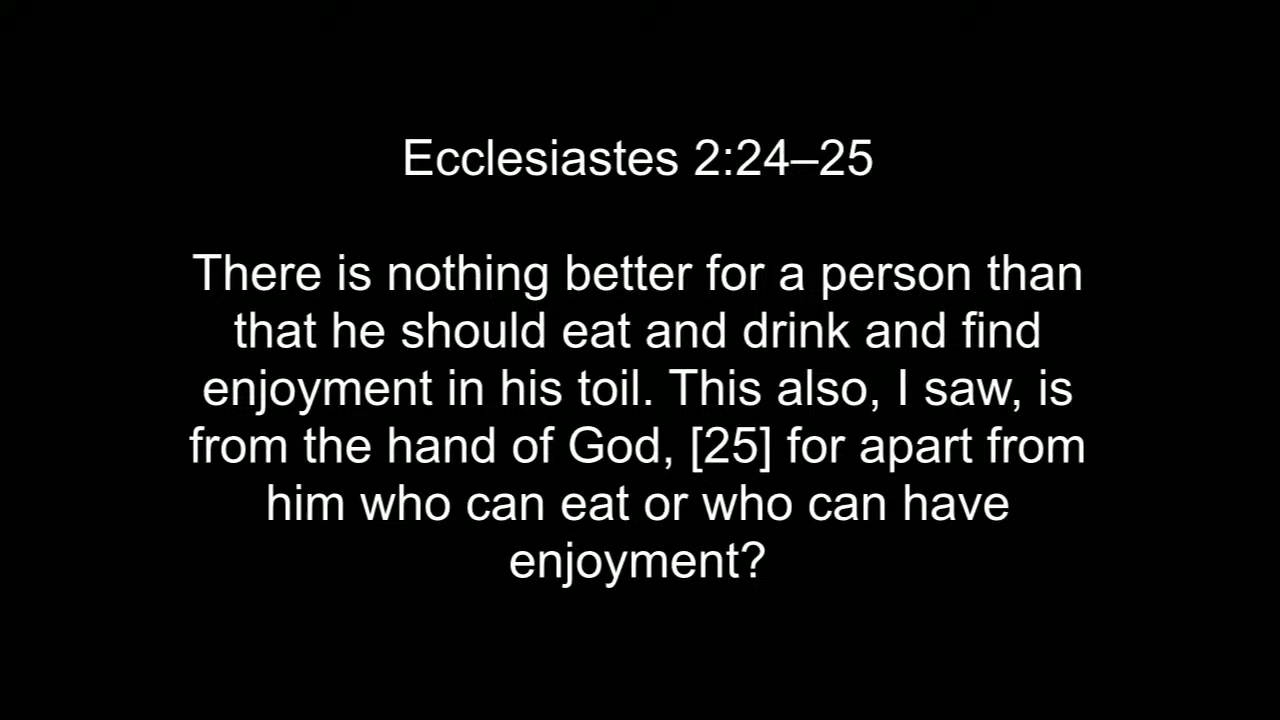 Ecclesiastes 2:24–25
There is nothing better for a person than
that he should eat and drink and find
enjoyment in his toil. This also, I saw, is
from the hand of God, [25] for apart from
him who can eat or who can have
enjoyment?